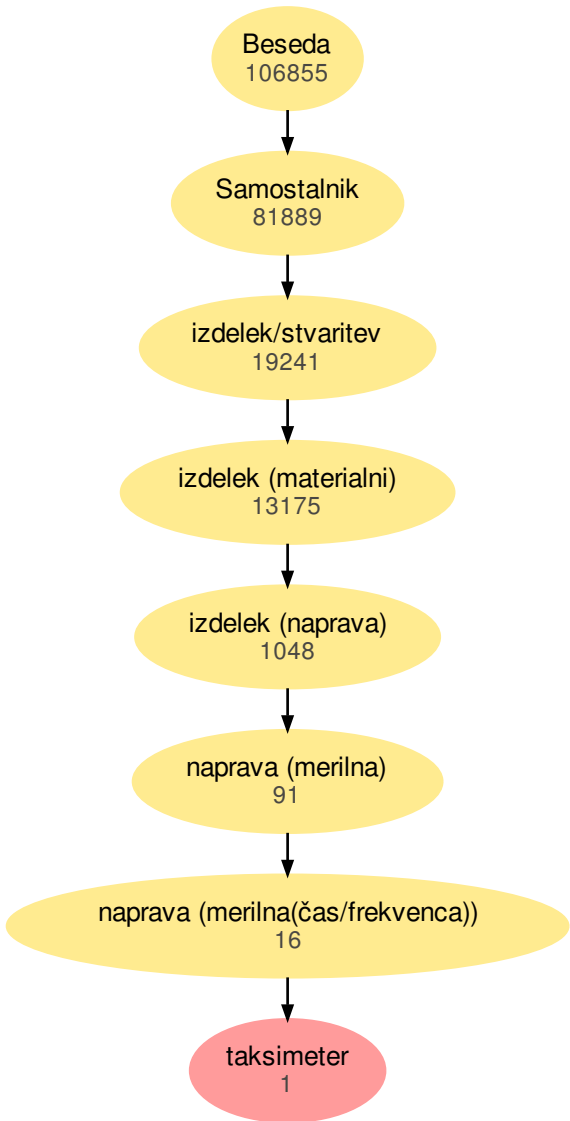 Beseda
106855
Samostalnik
81889
izdelek/stvaritev
19241
izdelek (materialni)
13175
izdelek (naprava)
1048
naprava (merilna)
91
naprava (merilna(čas/frekvenca))
16
taksimeter
1